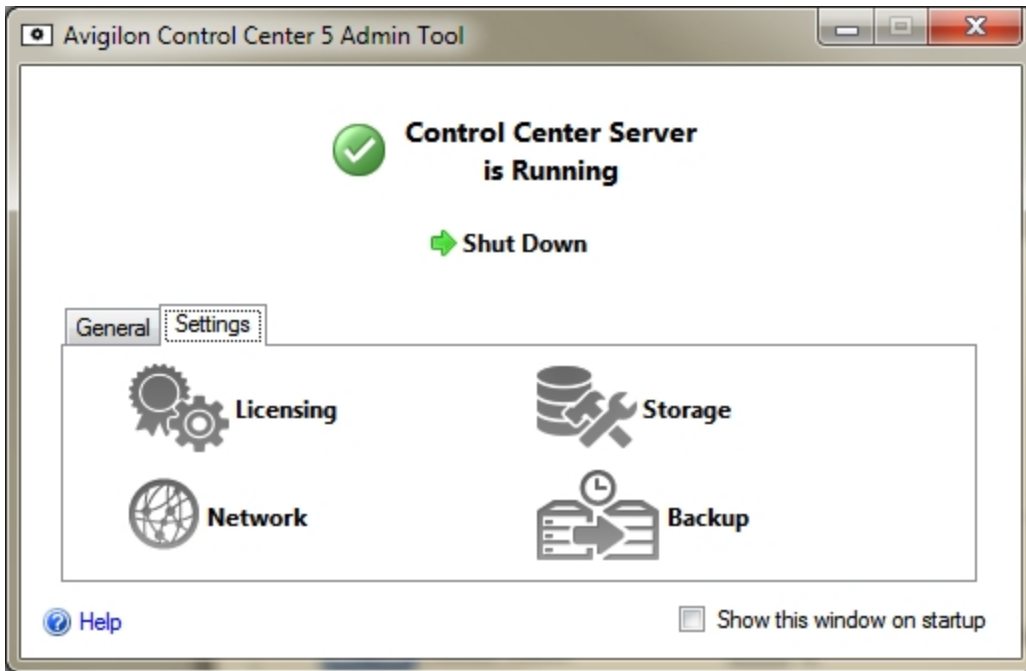 Avigilon Control Center 5 Admin Tool
Control Center Server
is Running
Shut Down
General
Settings
Licensing
Storage
Network
Backup
Help
Show this window on startup